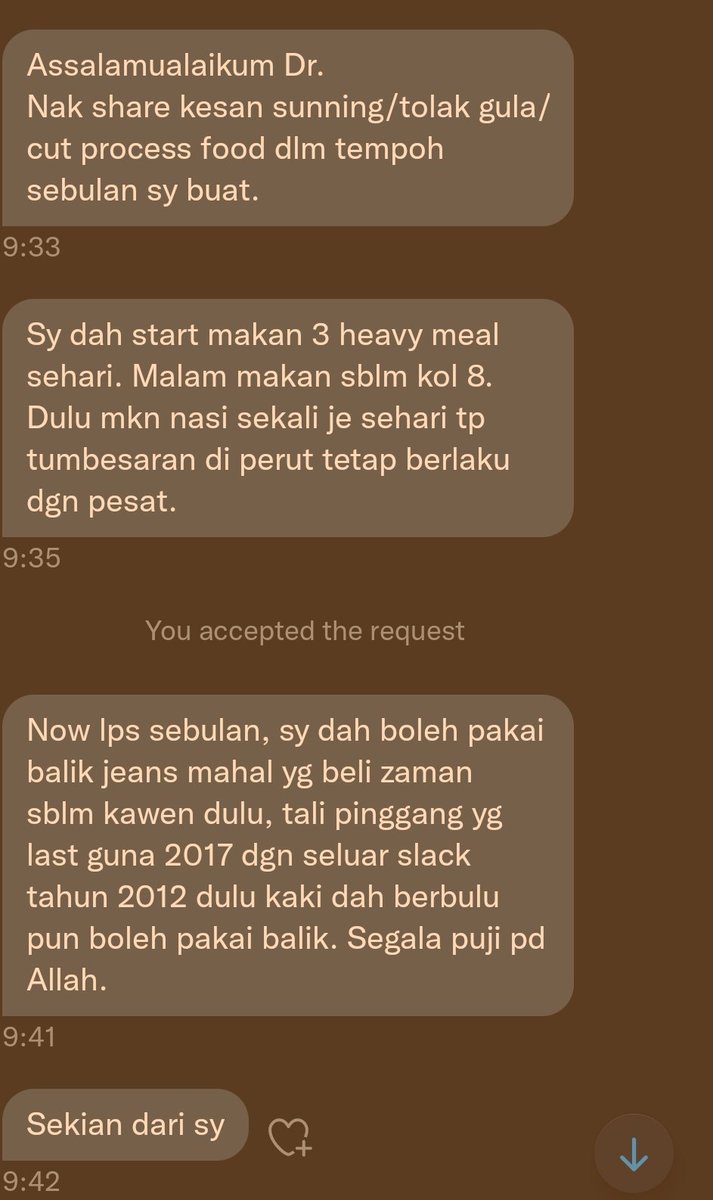 Assalamualaikum Dr.
Nak share kesan sunning/tolak gula/
cut process food dlm tempoh
sebulan sy buat.
9:33
Sy dah start makan 3 heavy meal
sehari. Malam makan sblm kol 8.
Dulu mkn nasi sekali je sehari tp
tumbesaran di perut tetap berlaku
dgn pesat.
9:35
You accepted the request
Now lps sebulan, sy dah boleh pakai
balik jeans mahal yg beli zaman
sblm kawen dulu, tali pinggang yg
last guna 2017 dgn seluar slack
tahun 2012 dulu kaki dah berbulu
pun boleh pakai balik. Segala puji pd
Allah.
9:41
Sekian dari sy
9:42